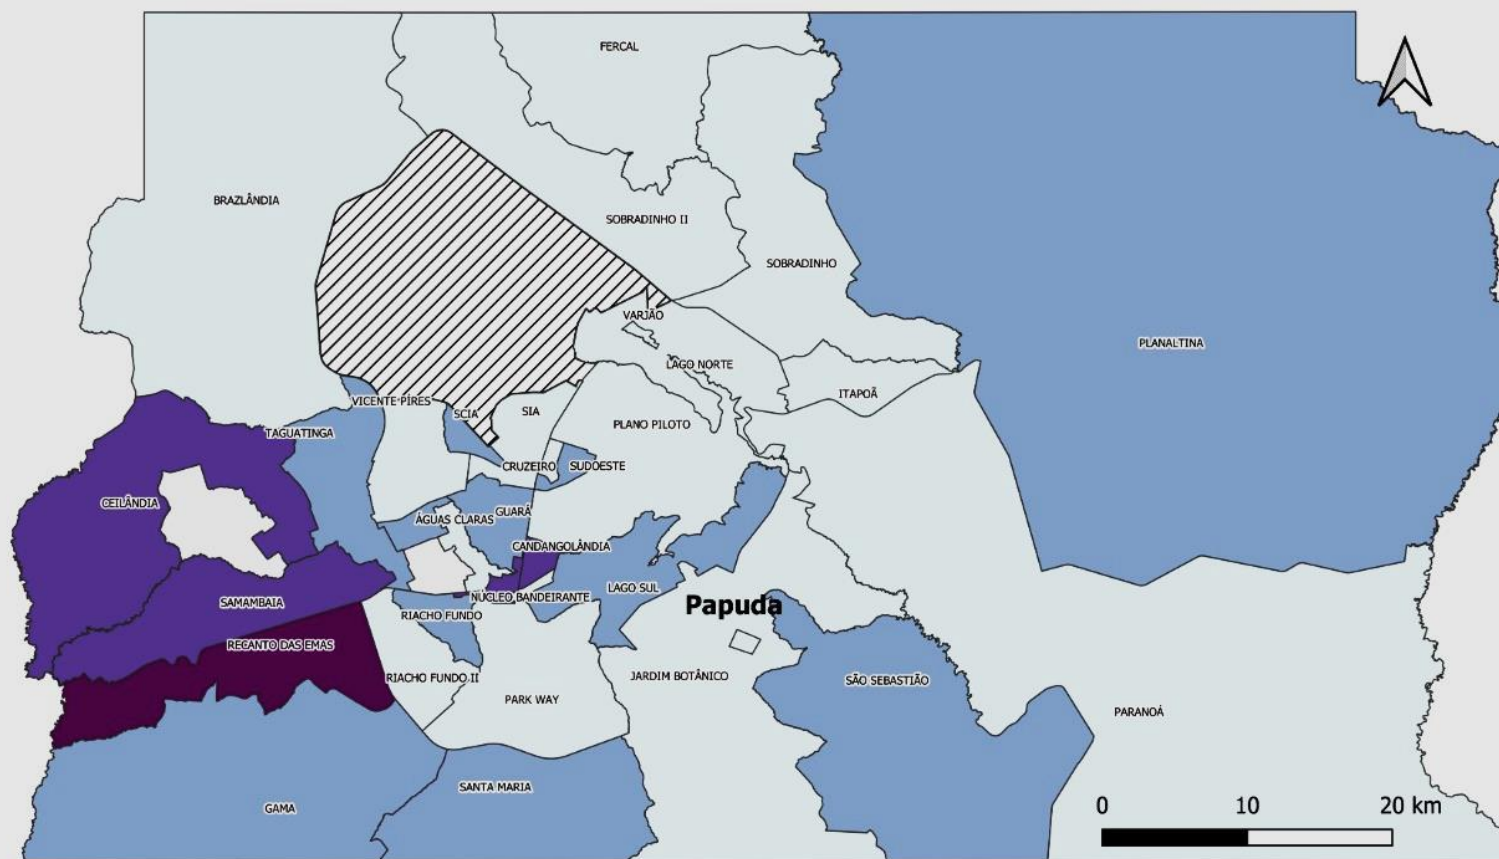 FERCAL
BRAZLÂNDIA
SOBRADINHO II
SOBRADINHO
VARJÃO
PLANALTINA
LAGO NORTE
ITAPOÃ
VICENTE PIRES
SCIA
SIA
PLANO PILOTO
TAGUATINGA
CRUZEIRO
SUDOESTE
CEILÂNDIA
ÁGUAS CLARAS
GUARÁ
CANDANGOLÂNDIA
LAGO SUL
NÚCLEO BANDEIRANTE
SAMAMBAIA
Papuda
RIACHO FUNDO
RECANTO DAS EMAS
RIACHO FUNDO II
JARDIM BOTÂNICO
SÃO SEBASTIÃO
PARK WAY
PARANOÁ
SANTA MARIA
GAMA
0 10 20 km